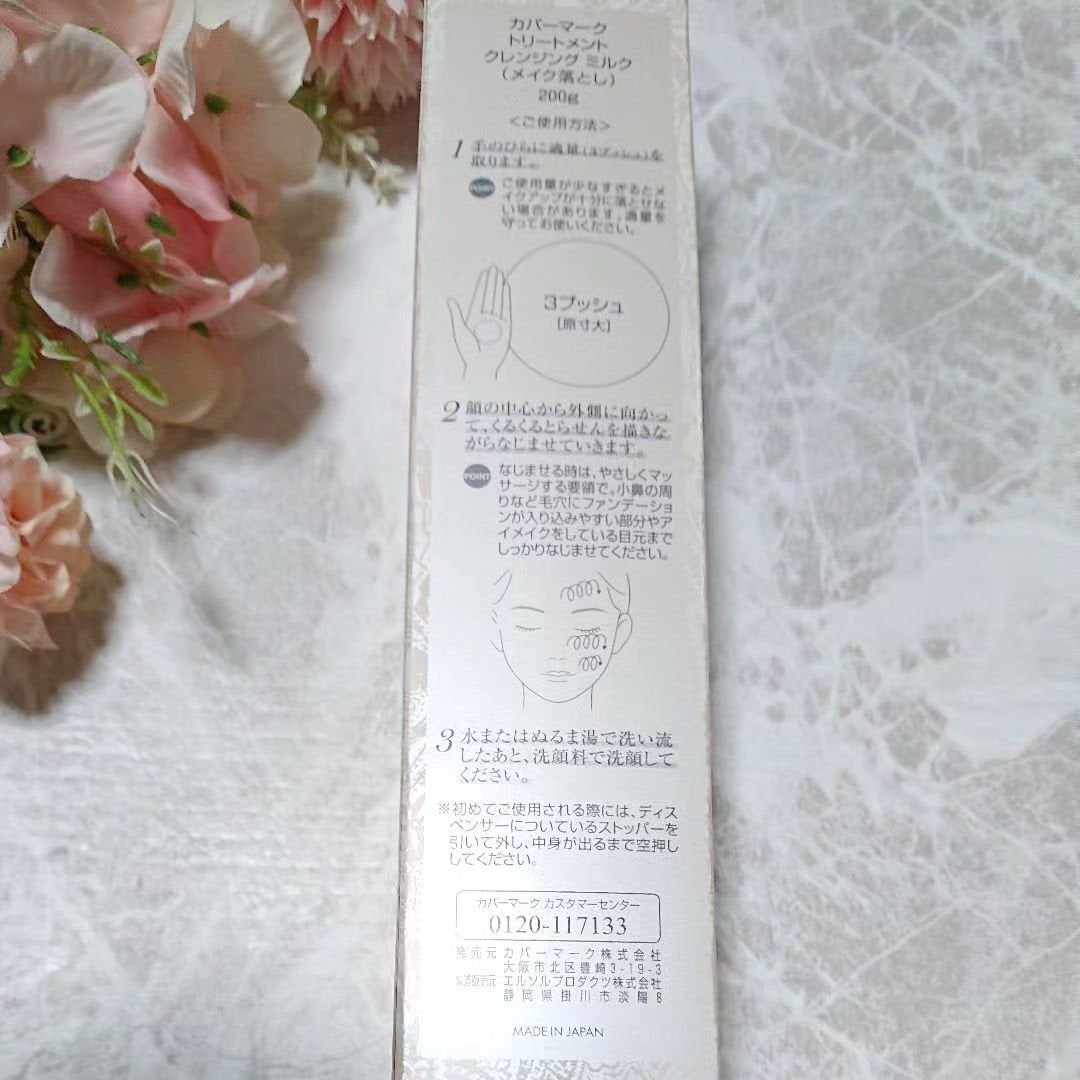 カバーマーク
トリートメント
クレンジング ミルク
(メイク落とし)
200g
<ご使用方法>
1 手のひらに適量(3プッシュ)を
取ります。
POINT ご使用量が少なすぎるとメ
イクアップが十分に落とせな
い場合があります。適量を
守ってお使いください。
3プッシュ
[原寸大]
2 顔の中心から外側に向かっ
て、くるくるとらせんを描きな
がらなじませていきます。
POINT なじませる時は、やさしくマッ
サージする要領で。小鼻の周
りなど毛穴にファンデーショ
ンが入り込みやすい部分やア
イメイクをしている目元まで
しっかりなじませてください。
3 水またはぬるま湯で洗い流
したあと、洗顔料で洗顔して
ください。
※初めてご使用される際には、ディス
ペンサーについているストッパーを
引いて外し、中身が出るまで空押し
してください。
カバーマーク カスタマーセンター
0120-117133
発売元 カバーマーク株式会社
大阪市北区豊崎3-19-3
製造販売元 エルソルプロダクツ株式会社
静岡県掛川市淡陽8
MADE IN JAPAN